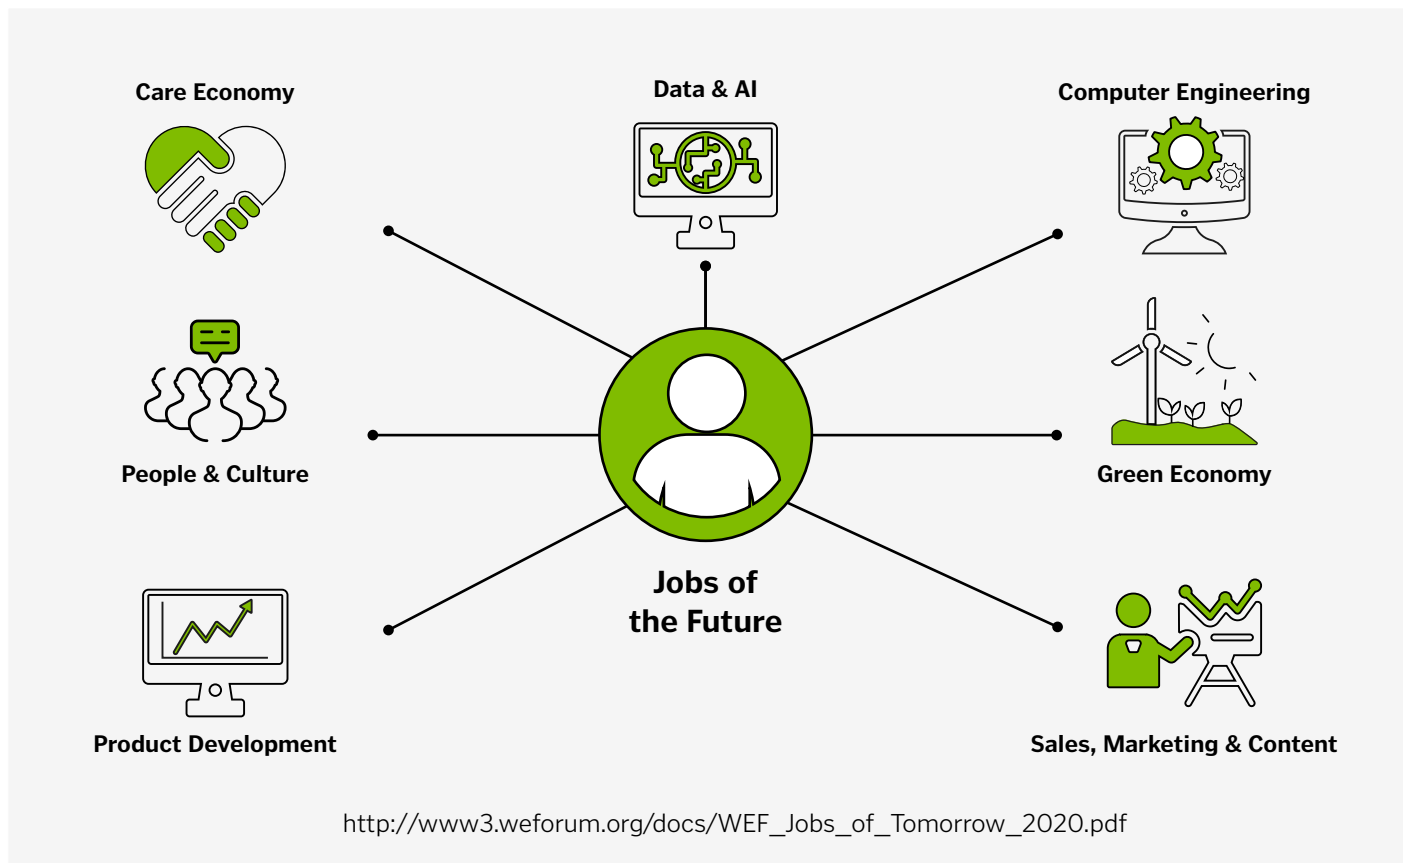 Care Economy
Data & AI
Computer Engineering
People & Culture
Green Economy
Jobs of
the Future
Product Development
Sales, Marketing & Content
http://www3.weforum.org/docs/WEF_Jobs_of_Tomorrow_2020.pdf